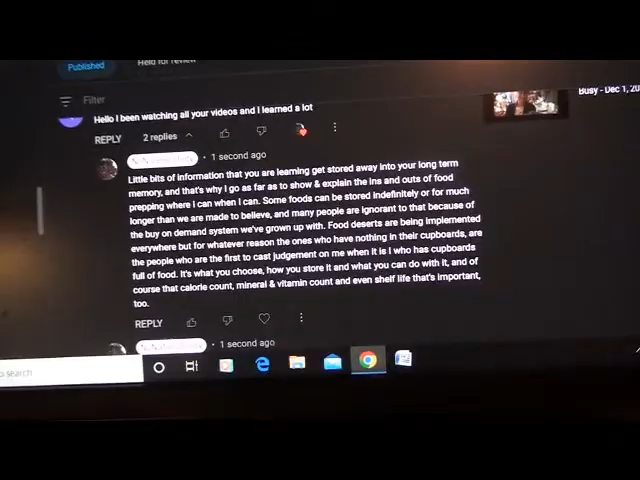 Published
Held for review
Filter
Busy - Dec 1, 20
Hello I been watching all your videos and I learned a lot
REPLY 2 replies
1 second ago
Little bits of information that you are learning get stored away into your long term
memory, and that's why I go as far as to show & explain the ins and outs of food
prepping where I can when I can. Some foods can be stored indefinitely or for much
longer than we are made to believe, and many people are ignorant to that because of
the buy on demand system we've grown up with. Food deserts are being implemented
everywhere but for whatever reason the ones who have nothing in their cupboards, are
the people who are the first to cast judgement on me when it is I who has cupboards
full of food. It's what you choose, how you store it and what you can do with it, and of
course that calorie count, mineral & vitamin count and even shelf life that's important,
too.
REPLY
1 second ago
o search